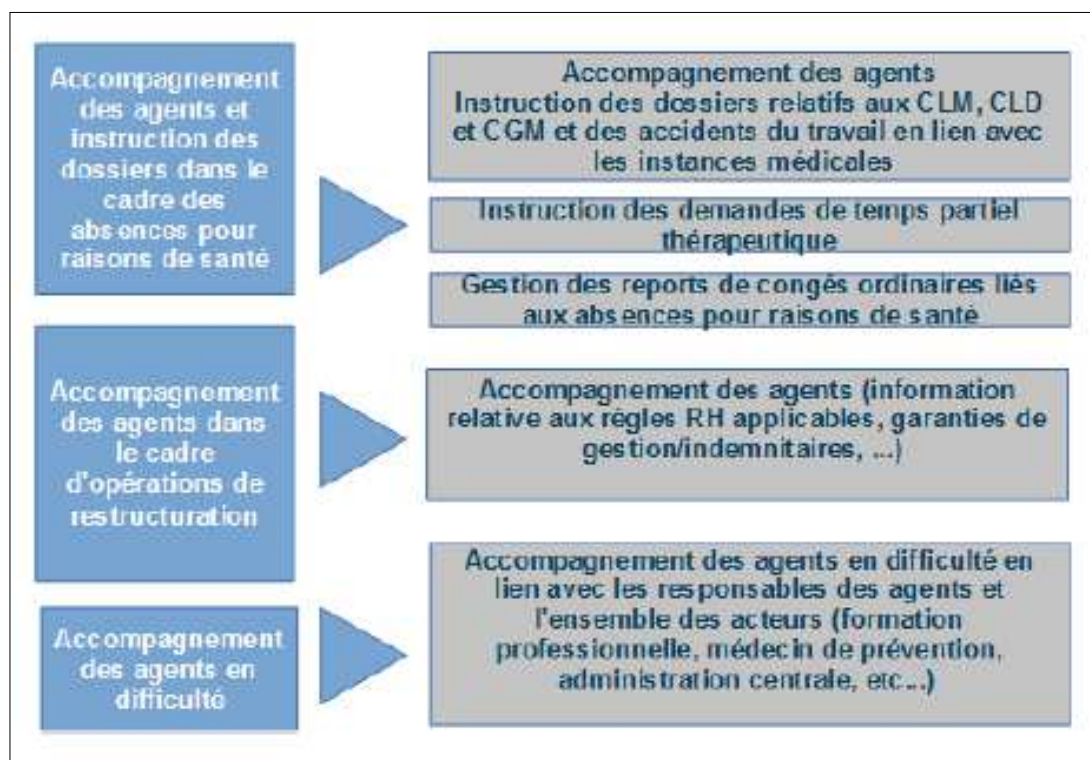 Accompagnement
des agents et
instruction des
dossiers dans le
cadre des
absences pour
raisons de santé
Accompagnement des agents
Instruction des dossiers relatifs aux CLM, CLD
et CGM et des accidents du travail en lien avec
les instances médicales
Instruction des demandes de temps partiel
thérapeutique
Gestion des reports de congés ordinaires liés
aux absences pour raisons de santé
Accompagnement
des agents dans
le cadre
d'opérations de
restructuration
Accompagnement des agents (information
relative aux règles RH applicables, garanties de
gestion/indemnitaires, ...)
Accompagnement
des agents en
difficulté
Accompagnement des agents en difficulté en
lien avec les responsables des agents et
l'ensemble des acteurs (formation
professionnelle, médecin de prévention,
administration centrale, etc...)